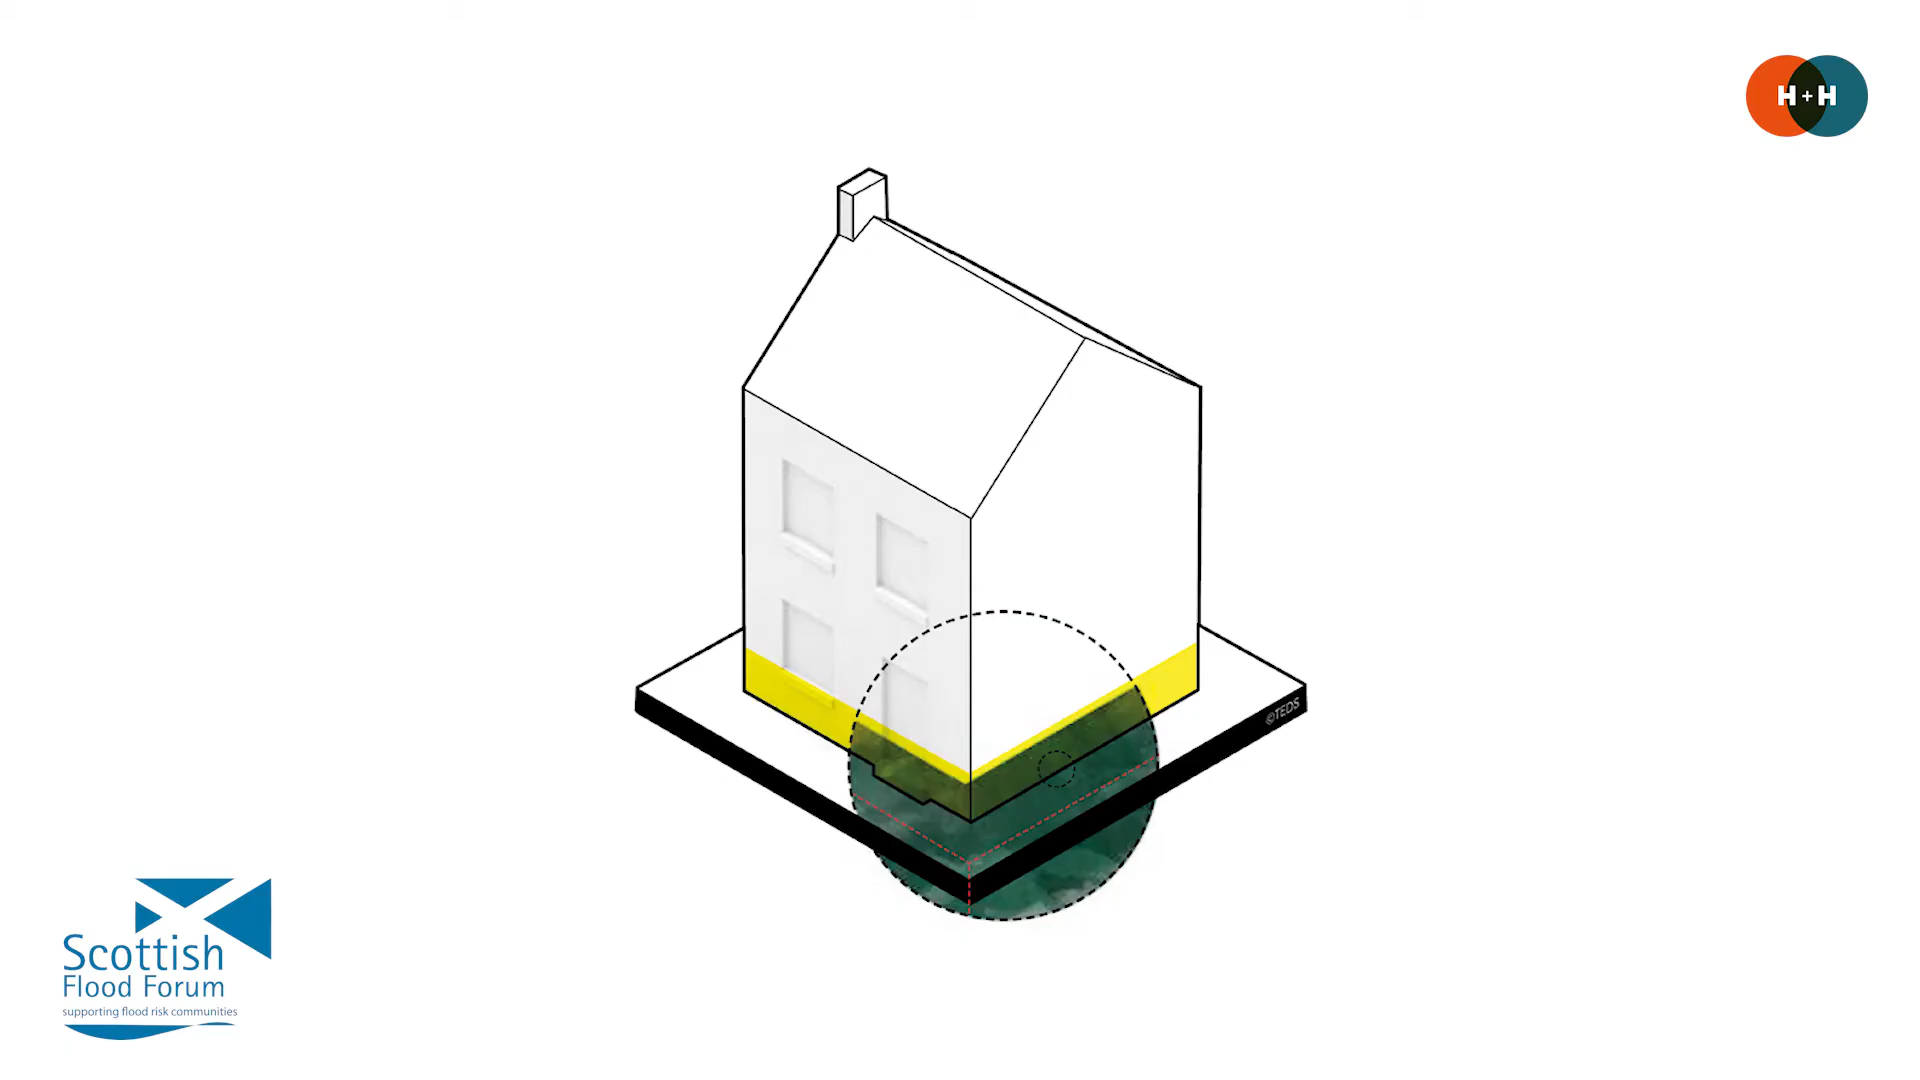 H+H
©TEDS
Scottish
Flood Forum
supporting flood risk communities